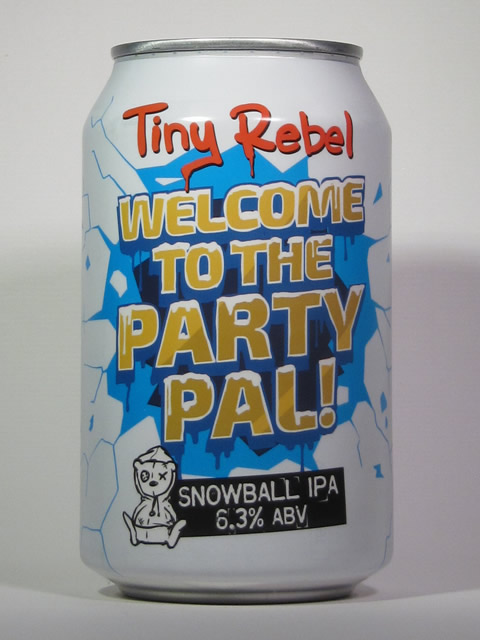 Tiny Rebel
WELCOME
TO THE
PARTY
PAL!
SNOWBALL IPA
6.3% ABV